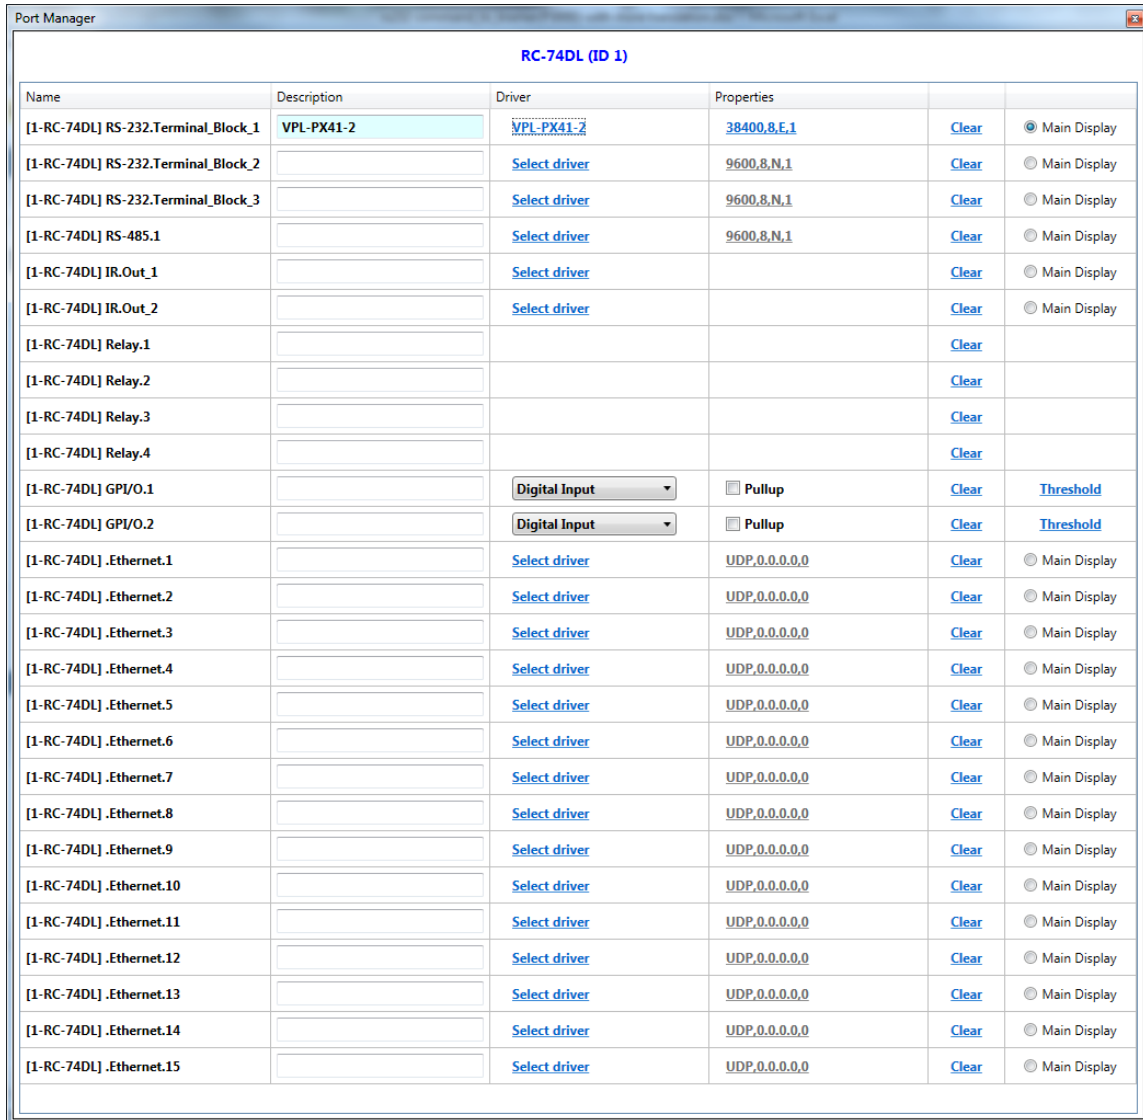 Port Manager
RC-74DL (ID 1)
Name Description Driver Properties
[1-RC-74DL] RS-232.Terminal_Block_1 VPL-PX41-2 VPL-PX41-2 38400,8,E,1 Clear Main Display
[1-RC-74DL] RS-232.Terminal_Block_2 Select driver 9600,8,N,1 Clear Main Display
[1-RC-74DL] RS-232.Terminal_Block_3 Select driver 9600,8,N,1 Clear Main Display
[1-RC-74DL] RS-485.1 Select driver 9600,8,N,1 Clear Main Display
[1-RC-74DL] IR.Out_1 Select driver Clear Main Display
[1-RC-74DL] IR.Out_2 Select driver Clear Main Display
[1-RC-74DL] Relay.1 Clear
[1-RC-74DL] Relay.2 Clear
[1-RC-74DL] Relay.3 Clear
[1-RC-74DL] Relay.4 Clear
[1-RC-74DL] GPI/O.1 Digital Input Pullup Clear Threshold
[1-RC-74DL] GPI/O.2 Digital Input Pullup Clear Threshold
[1-RC-74DL] .Ethernet.1 Select driver UDP,0.0.0.0,0 Clear Main Display
[1-RC-74DL] .Ethernet.2 Select driver UDP,0.0.0.0,0 Clear Main Display
[1-RC-74DL] .Ethernet.3 Select driver UDP,0.0.0.0,0 Clear Main Display
[1-RC-74DL] .Ethernet.4 Select driver UDP,0.0.0.0,0 Clear Main Display
[1-RC-74DL] .Ethernet.5 Select driver UDP,0.0.0.0,0 Clear Main Display
[1-RC-74DL] .Ethernet.6 Select driver UDP,0.0.0.0,0 Clear Main Display
[1-RC-74DL] .Ethernet.7 Select driver UDP,0.0.0.0,0 Clear Main Display
[1-RC-74DL] .Ethernet.8 Select driver UDP,0.0.0.0,0 Clear Main Display
[1-RC-74DL] .Ethernet.9 Select driver UDP,0.0.0.0,0 Clear Main Display
[1-RC-74DL] .Ethernet.10 Select driver UDP,0.0.0.0,0 Clear Main Display
[1-RC-74DL] .Ethernet.11 Select driver UDP,0.0.0.0,0 Clear Main Display
[1-RC-74DL] .Ethernet.12 Select driver UDP,0.0.0.0,0 Clear Main Display
[1-RC-74DL] .Ethernet.13 Select driver UDP,0.0.0.0,0 Clear Main Display
[1-RC-74DL] .Ethernet.14 Select driver UDP,0.0.0.0,0 Clear Main Display
[1-RC-74DL] .Ethernet.15 Select driver UDP,0.0.0.0,0 Clear Main Display